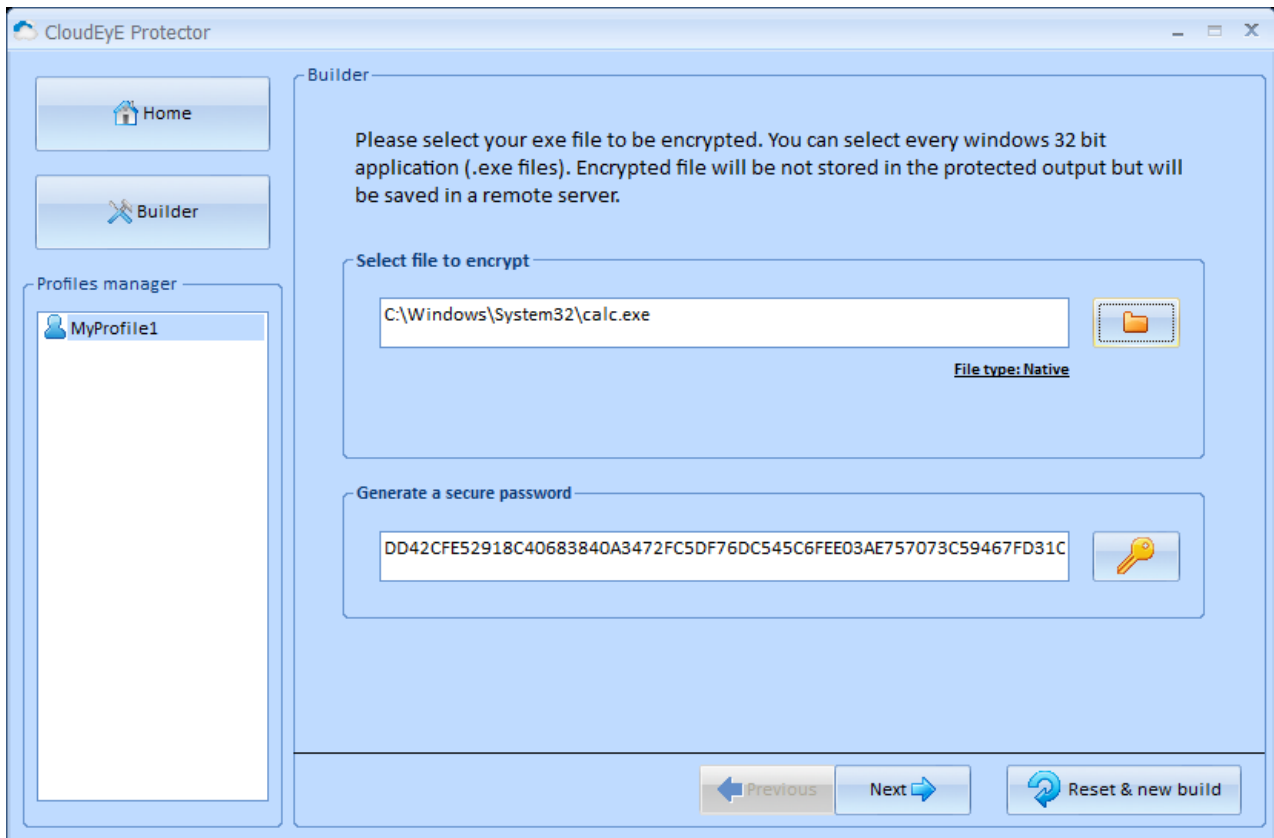 CloudEyE Protector
Home
Builder
Profiles manager
MyProfile1
Builder
Please select your exe file to be encrypted. You can select every windows 32 bit
application (.exe files). Encrypted file will be not stored in the protected output but will
be saved in a remote server.
Select file to encrypt
C:\Windows\System32\calc.exe
File type: Native
Generate a secure password
DD42CFE52918C40683840A3472FC5DF76DC545C6FEE03AE757073C59467FD31C
Previous
Next
Reset & new build